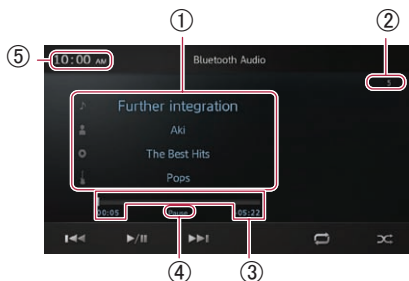 ① ②
⑤ 10:00 AM Bluetooth Audio
5
Further integration
Aki
The Best Hits
Pops
00:05 Pause -05:22
④ ③